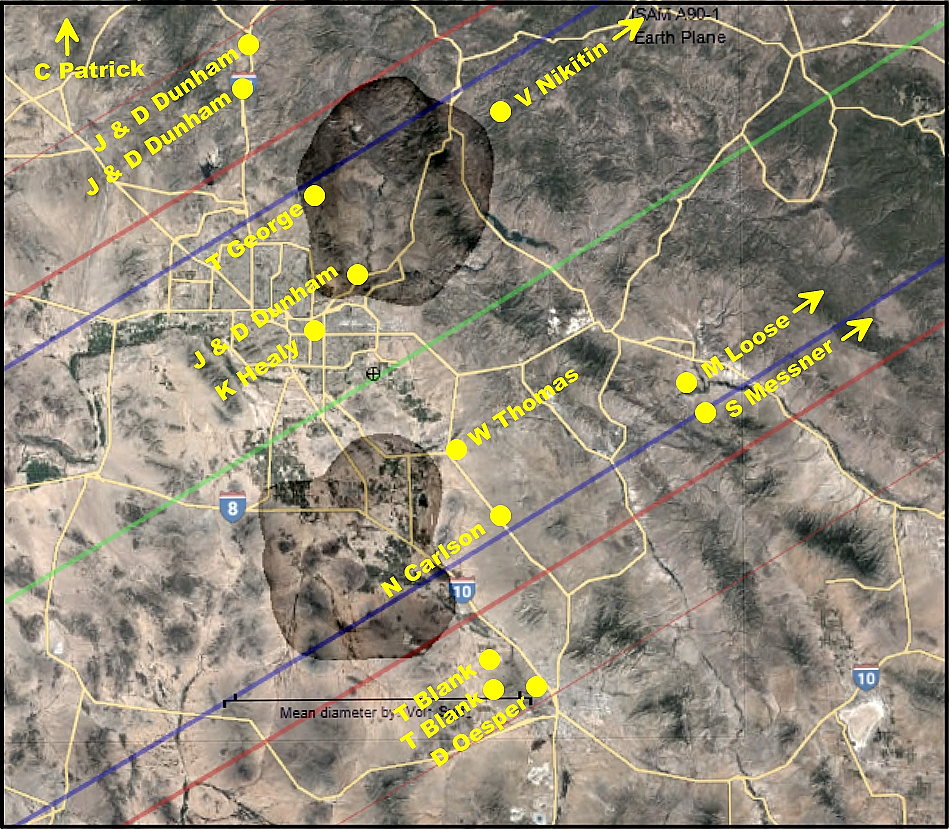 ISAM A90-1
Earth Plane
C Patrick
J & D Dunham
J & D Dunham
V Nikitin
T George
J & D Dunham
K Healy
M Loose
S Messner
W Thomas
8
N Carlson
10
T Blank
10
Mean diameter by
T Blank
D Oesper